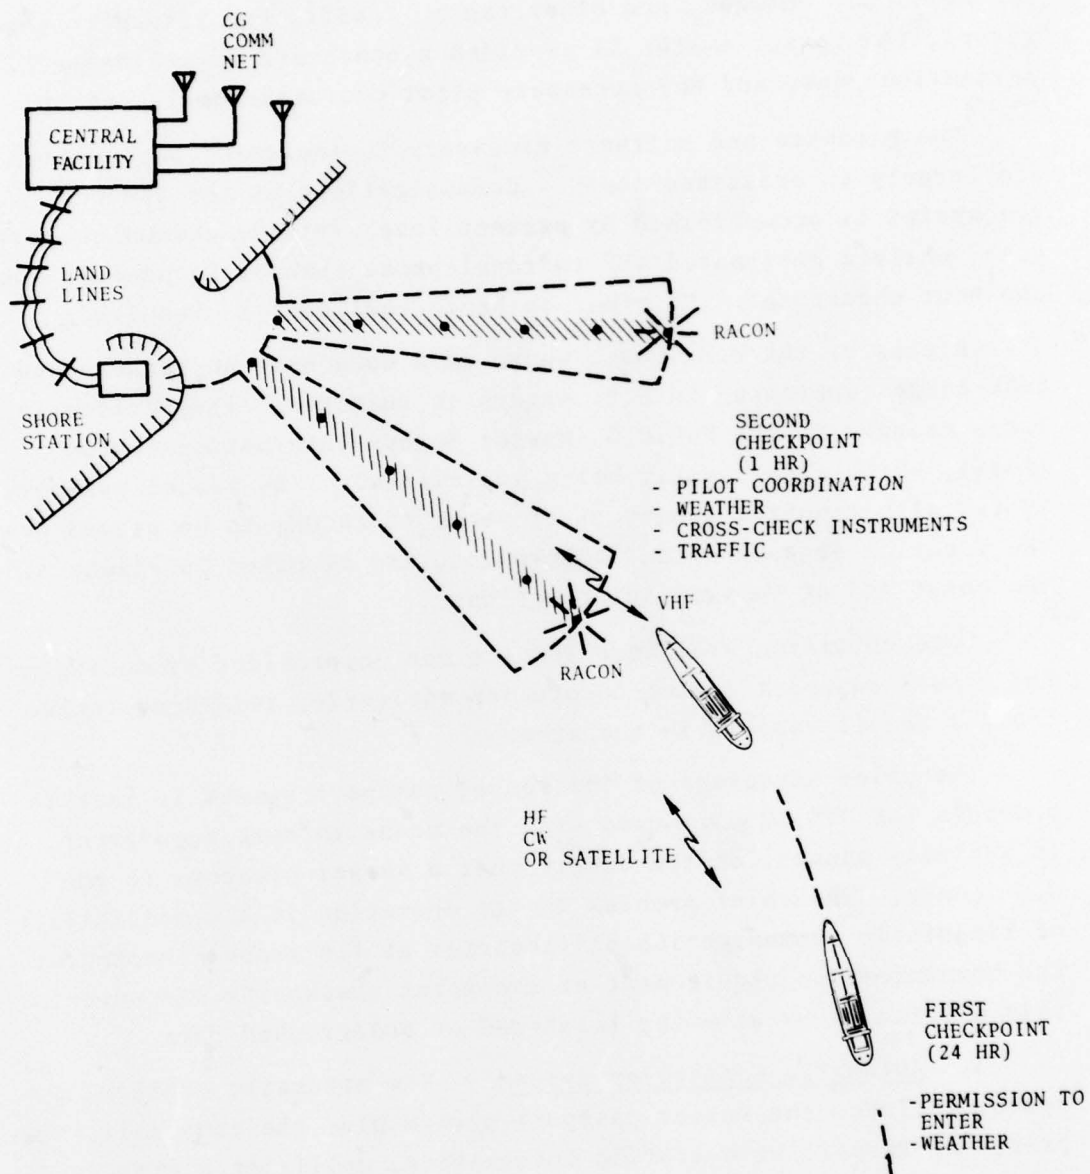 CG
COMM
NET
CENTRAL
FACILITY
LAND
LINES
RACON
SHORE
STATION
SECOND
CHECKPOINT
(1 HR)
- PILOT COORDINATION
- WEATHER
- CROSS-CHECK INSTRUMENTS
- TRAFFIC
VHF
RACON
HF
CW
OR SATELLITE
FIRST
CHECKPOINT
(24 HR)
-PERMISSION TO
ENTER
-WEATHER